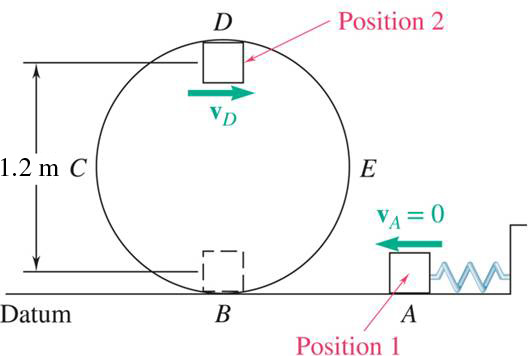 D
Position 2
v_D
1.2 m
C
E
v_A = 0
Datum
B
A
Position 1